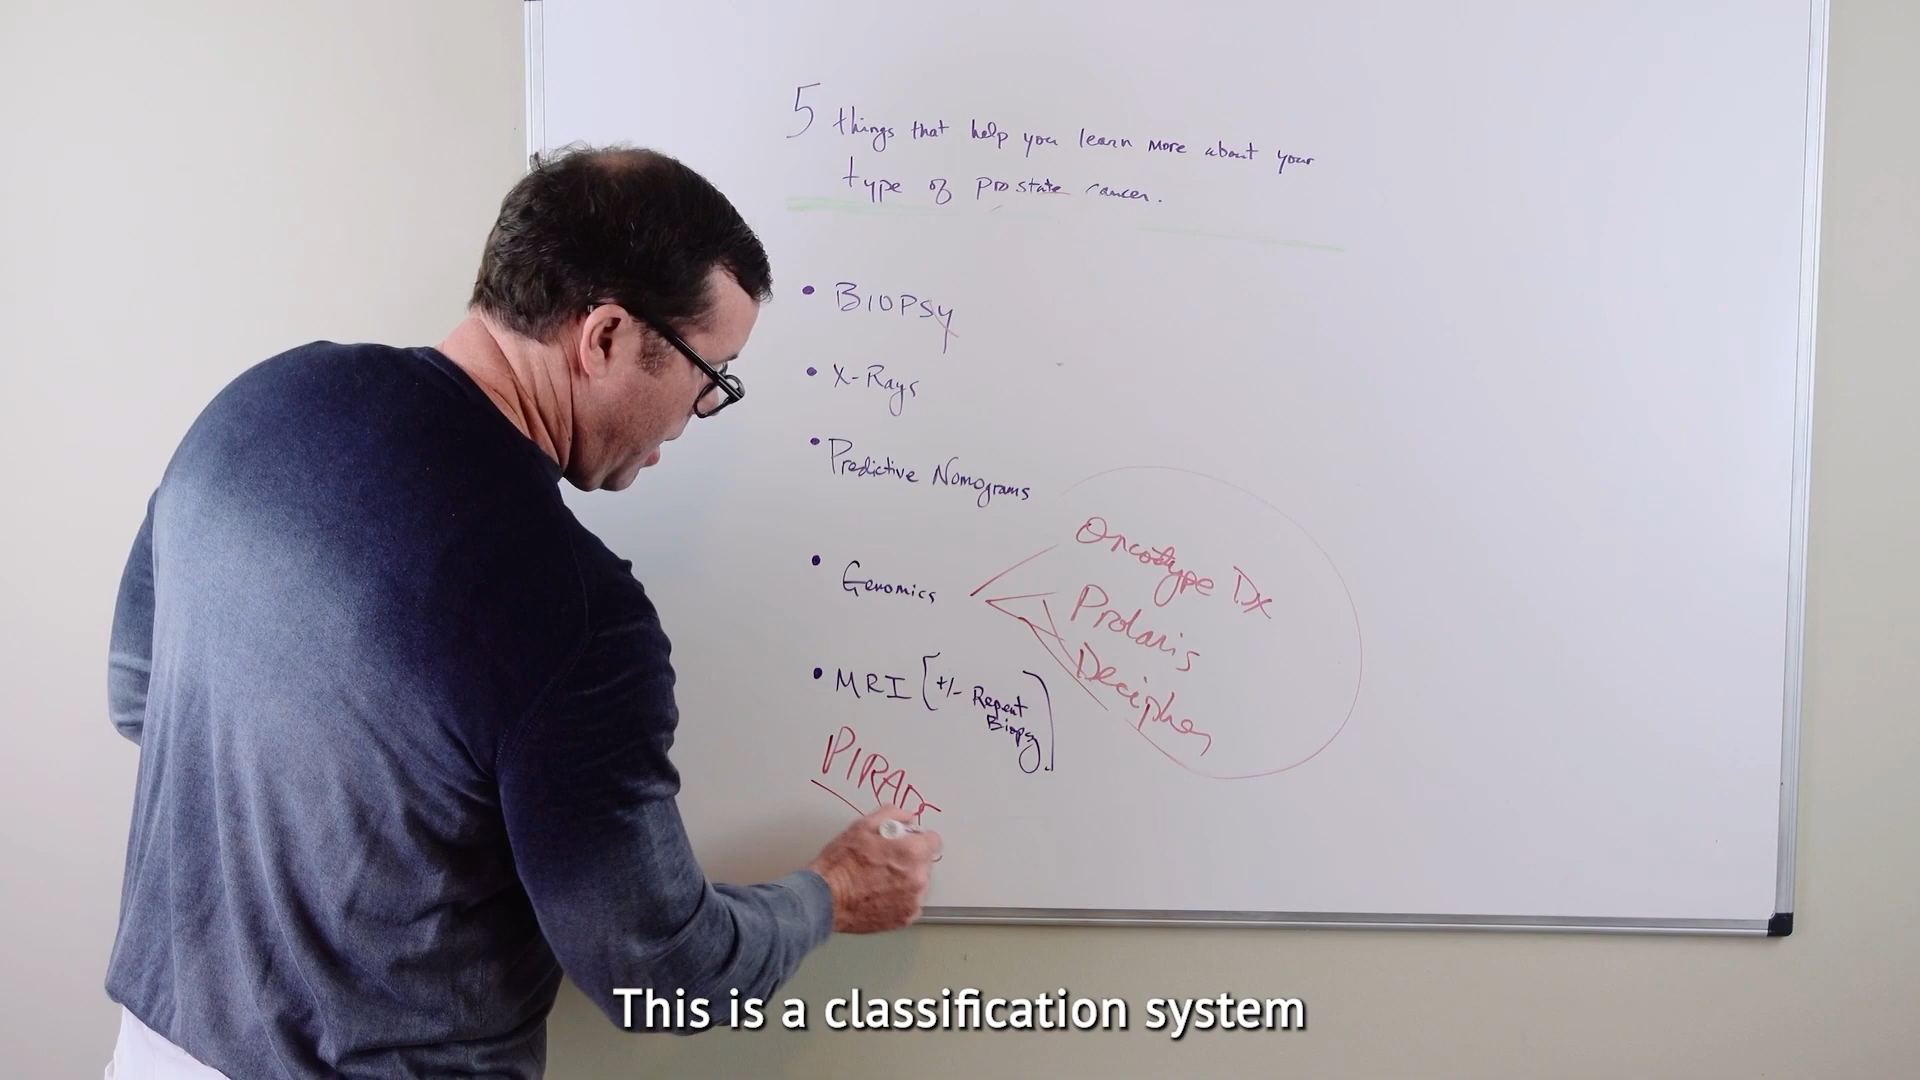 5 things that help you learn more about your
type of prostate cancer.
• BIOPSY
• X-Rays
• Predictive Nomograms
• Genomics
Oncotype Dx
Prolaris
Decipher
• MRI [+/- Repeat
Biopsy]
PIRADS
This is a classification system